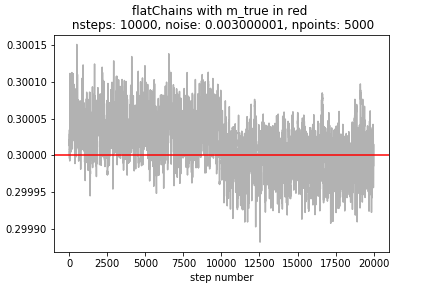 flatChains with m_true in red
nsteps: 10000, noise: 0.003000001, npoints: 5000
0.30015
0.30010
0.30005
0.30000
0.29995
0.29990
0 2500 5000 7500 10000 12500 15000 17500 20000
step number